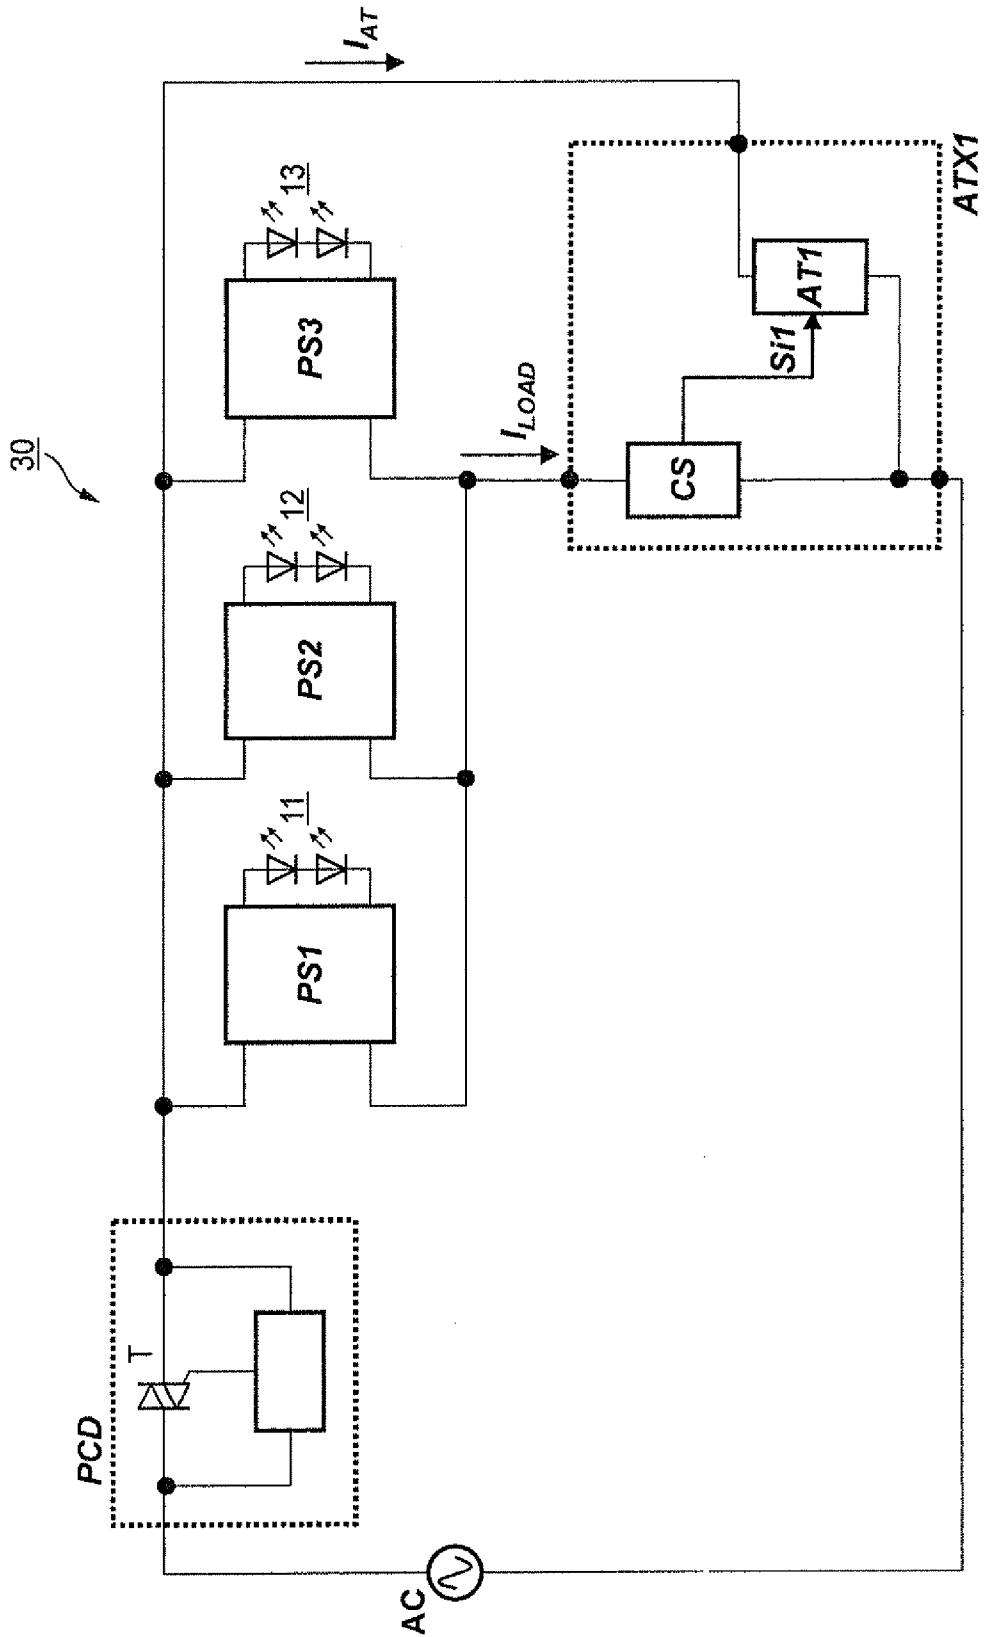 30
PCD
T
AC
PS1
11
PS2
12
PS3
13
I_AT
I_LOAD
CS
Si1
AT1
ATX1